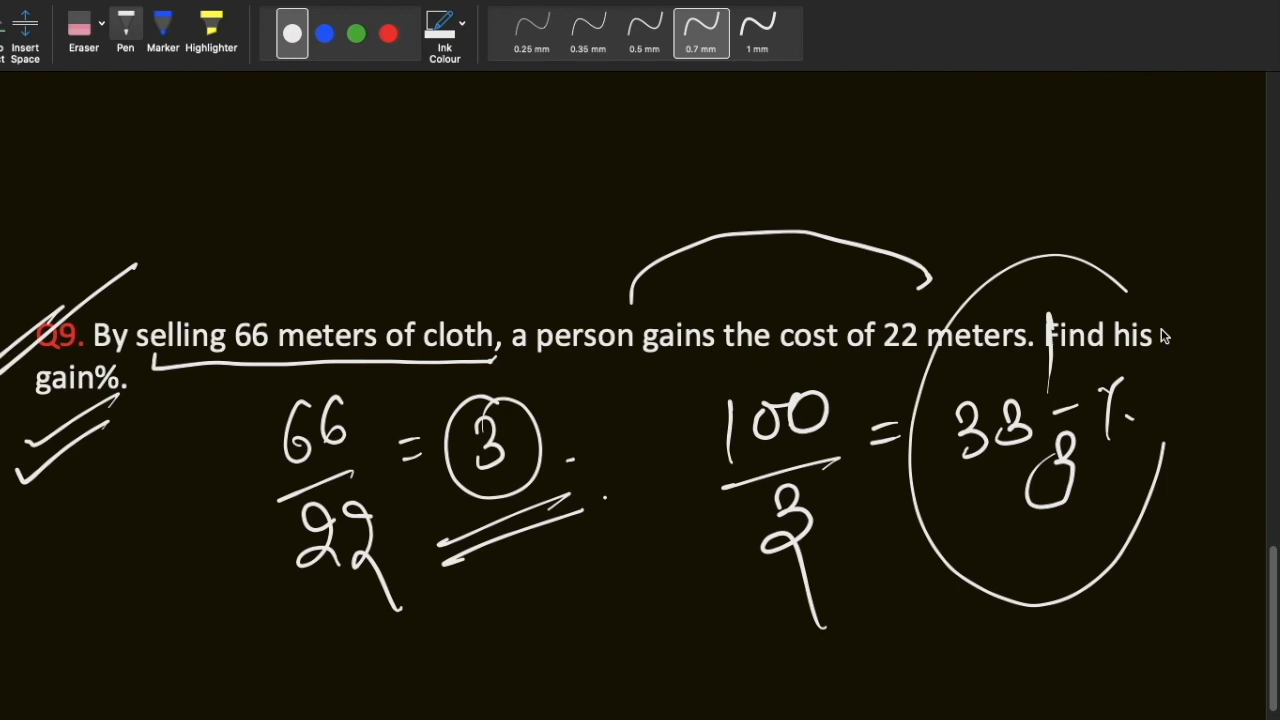 Insert
Space
Eraser
Pen
Marker
Highlighter
Ink
Colour
0.25 mm
0.35 mm
0.5 mm
0.7 mm
1 mm
Q9. By selling 66 meters of cloth, a person gains the cost of 22 meters. Find his
gain%.
66/22 = 3
100/3 = 33 1/3 %